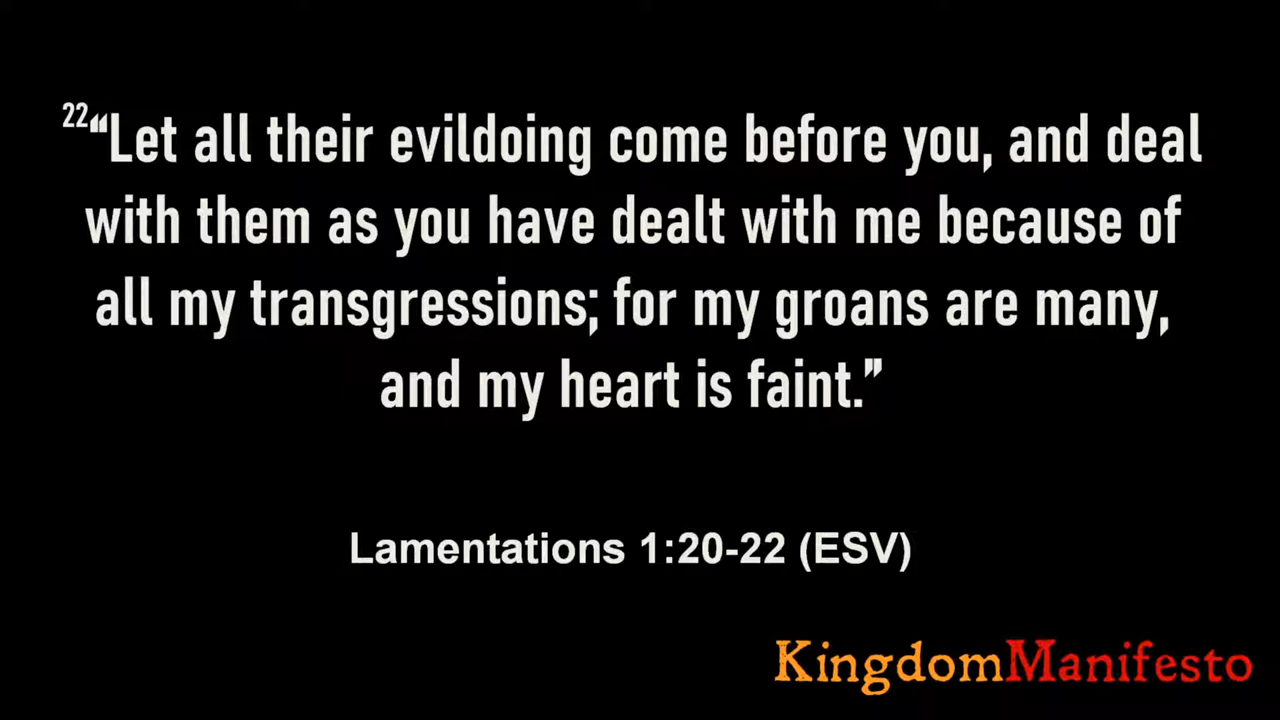 22“Let all their evildoing come before you, and deal
with them as you have dealt with me because of
all my transgressions; for my groans are many,
and my heart is faint.”
Lamentations 1:20-22 (ESV)
KingdomManifesto